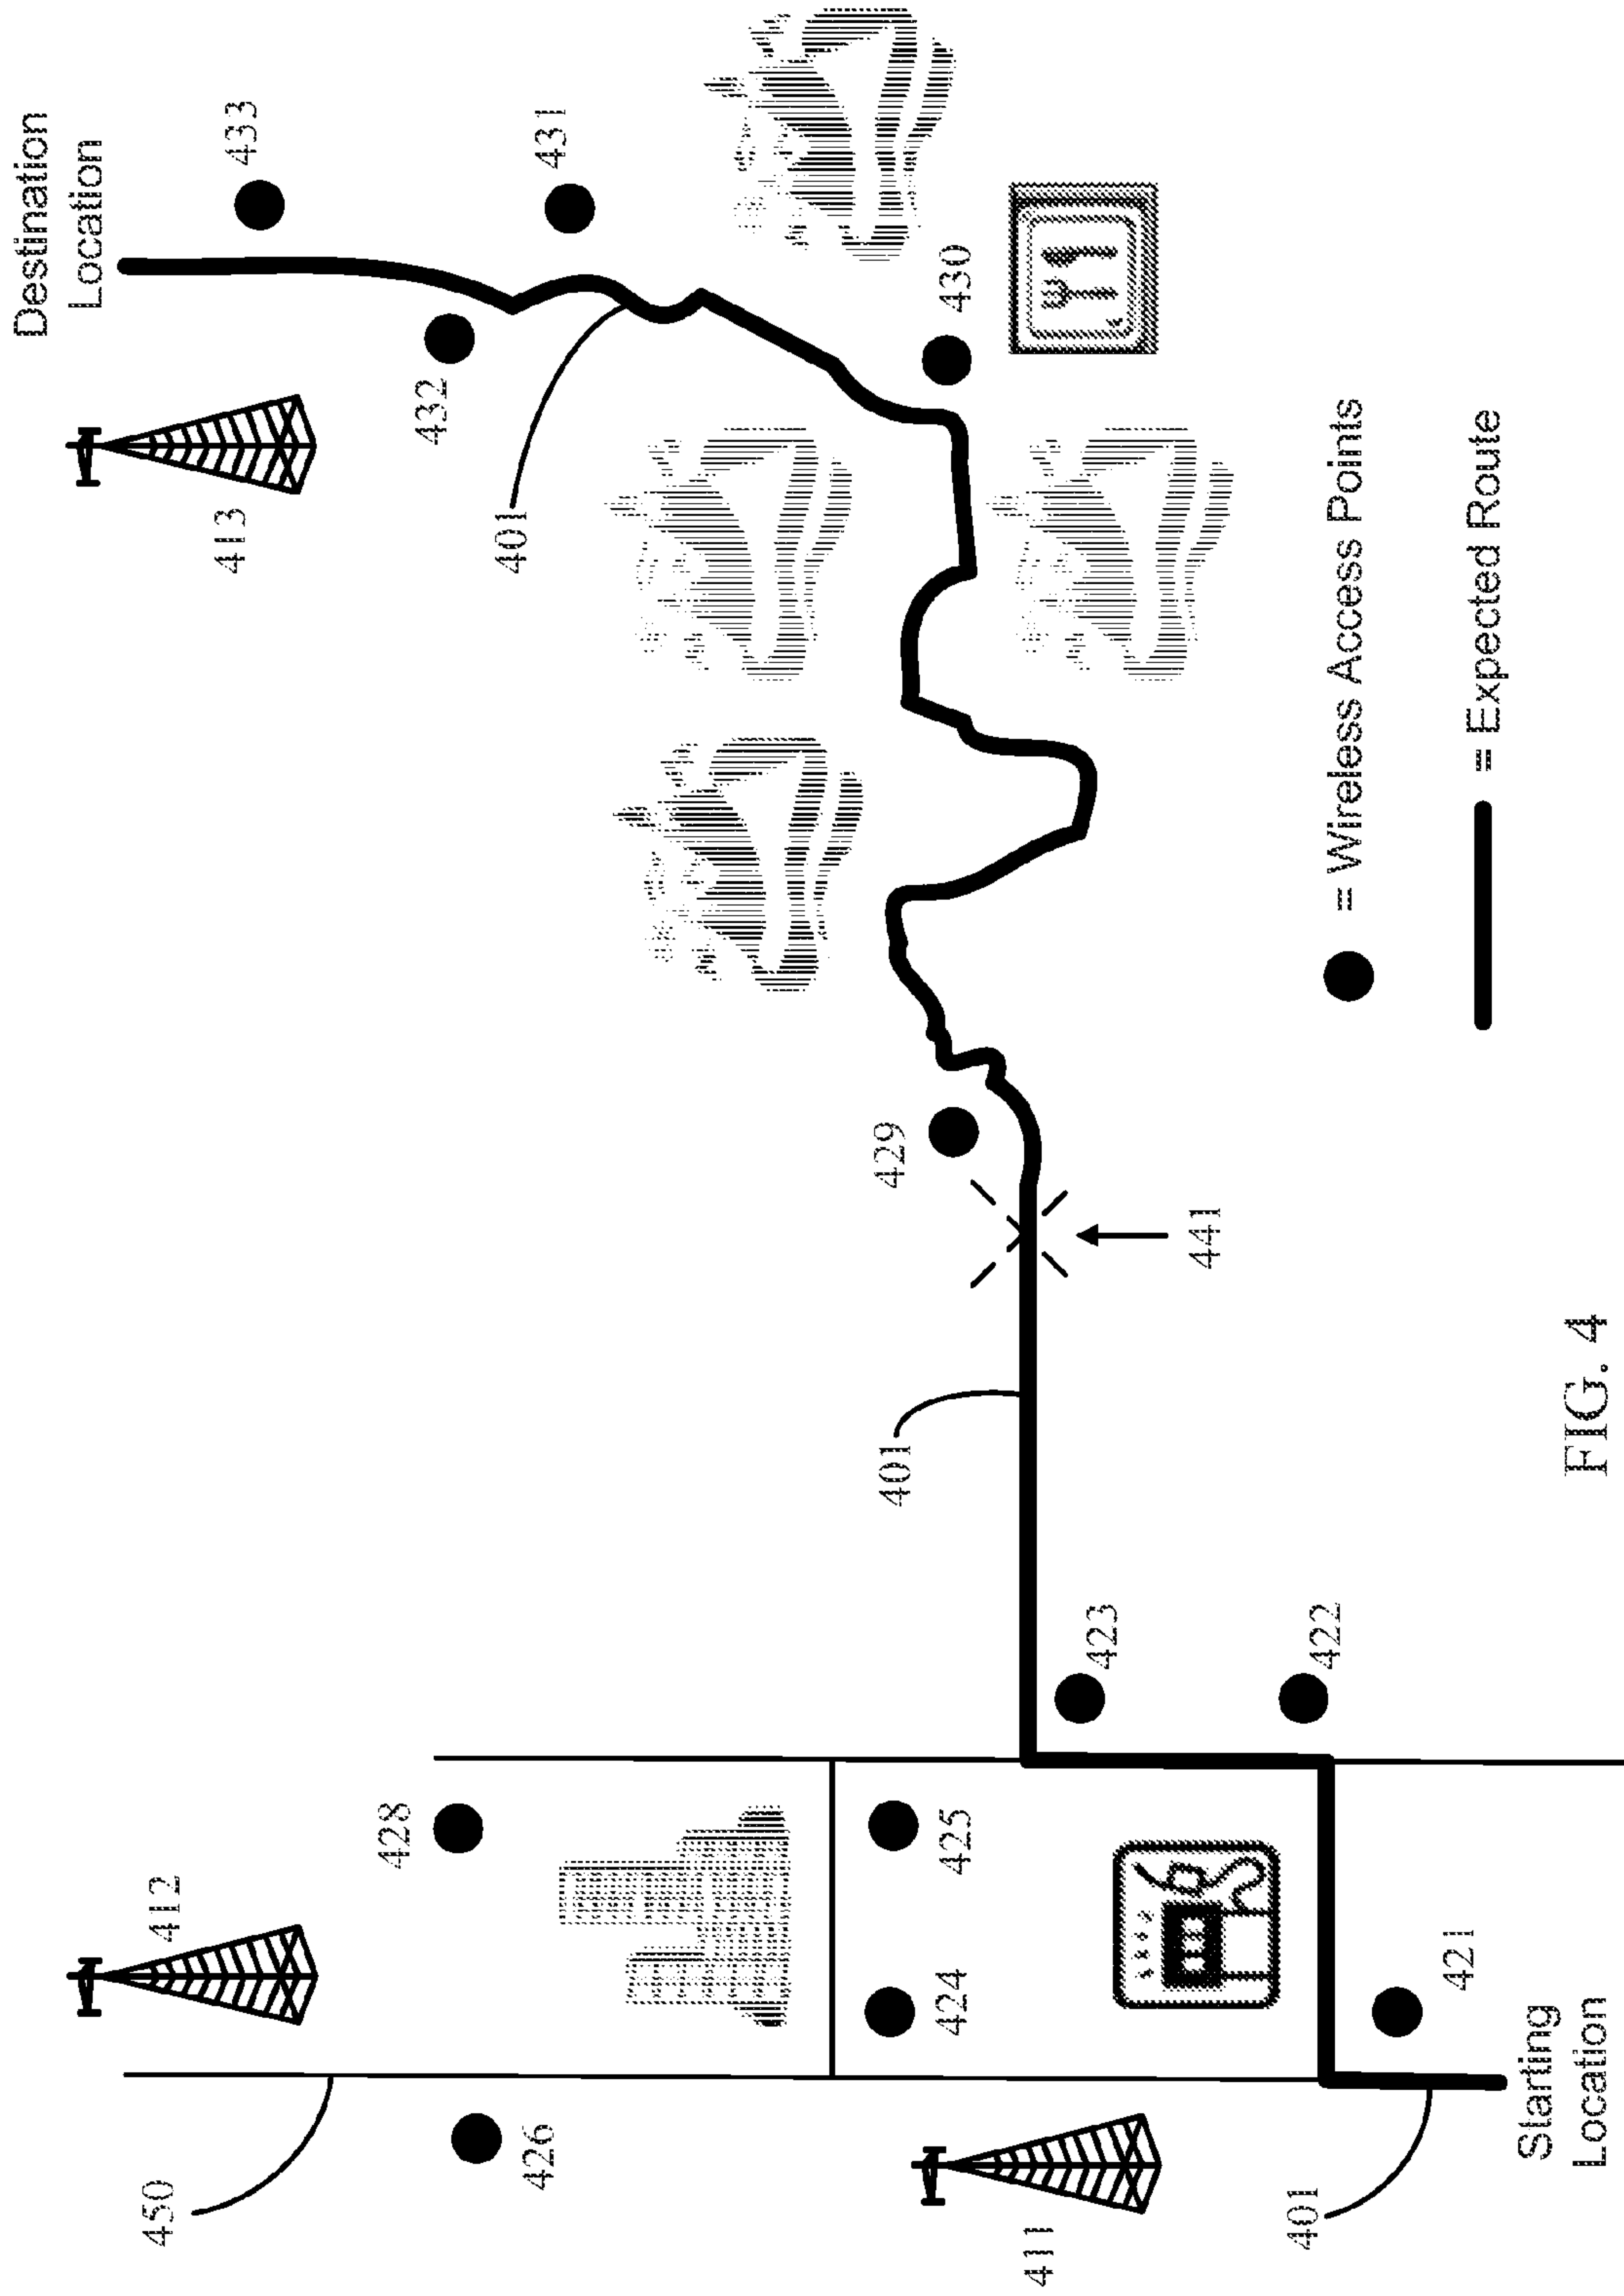 450
412
428
426
413
Destination
Location
433
432
431
401
411
424
425
401
429
430
441
423
422
401
421
Starting
Location
= Wireless Access Points
= Expected Route
FIG. 4